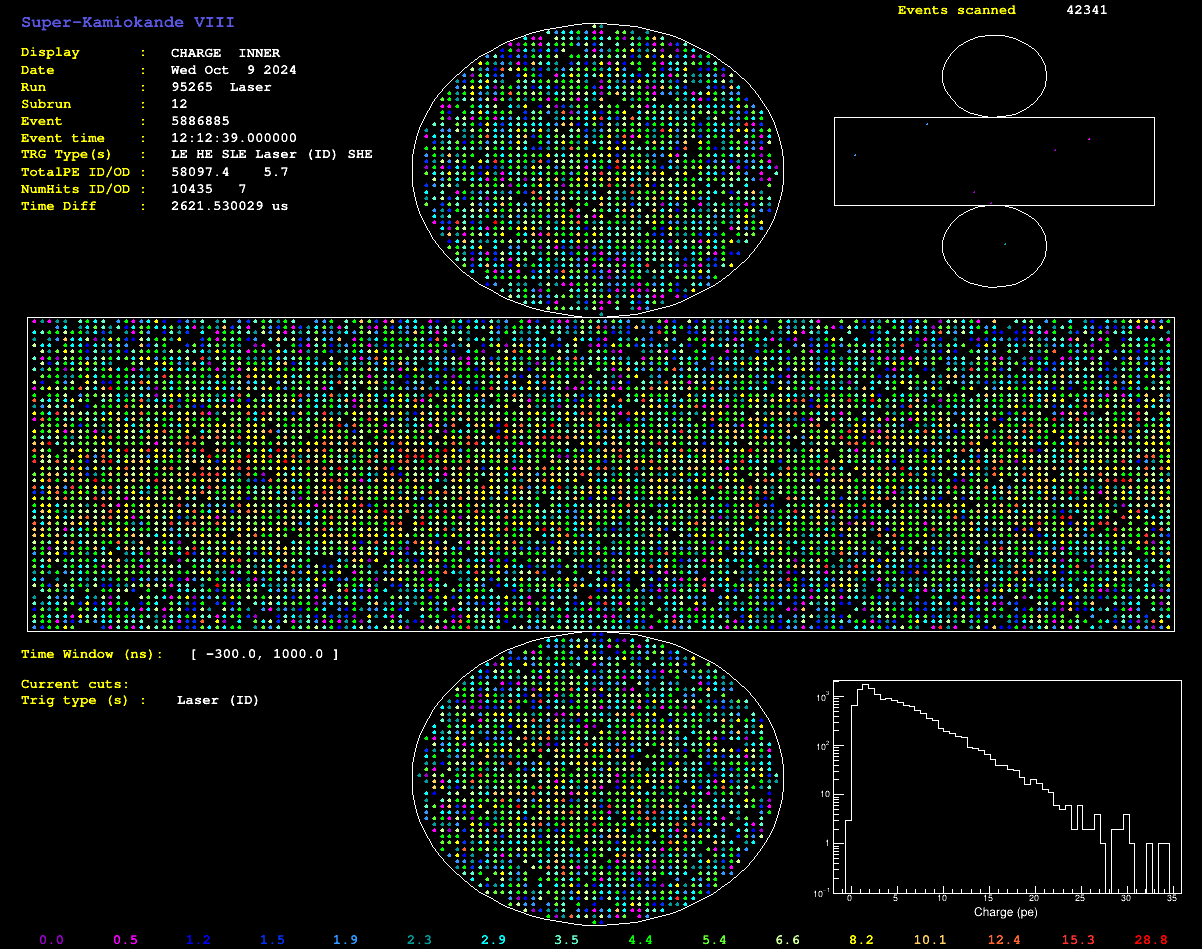 Super-Kamiokande VIII
Display : CHARGE INNER
Date : Wed Oct 9 2024
Run : 95265 Laser
Subrun : 12
Event : 5886885
Event time : 12:12:39.000000
TRG Type(s) : LE HE SLE Laser (ID) SHE
TotalPE ID/OD : 58097.4 5.7
NumHits ID/OD : 10435 7
Time Diff : 2621.530029 us
Events scanned 42341
Time Window (ns): [ -300.0, 1000.0 ]
Current cuts:
Trig type (s) : Laser (ID)
10^3
10^2
10
1
10^-1
0 5 10 15 20 25 30 35
Charge (pe)
0.0 0.5 1.2 1.5 1.9 2.3 2.9 3.5 4.4 5.4 6.6 8.2 10.1 12.4 15.3 28.8